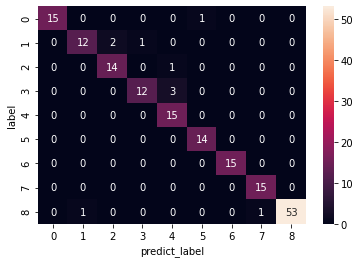 0 15 0 0 0 0 1 0 0 0
1 0 12 2 1 0 0 0 0 0
2 0 0 14 0 1 0 0 0 0
3 0 0 0 12 3 0 0 0 0
4 0 0 0 0 15 0 0 0 0
5 0 0 0 0 0 14 0 0 0
6 0 0 0 0 0 0 15 0 0
7 0 0 0 0 0 0 0 15 0
8 0 1 0 0 0 0 0 1 53
0 1 2 3 4 5 6 7 8
predict_label
label
50
40
30
20
10
0